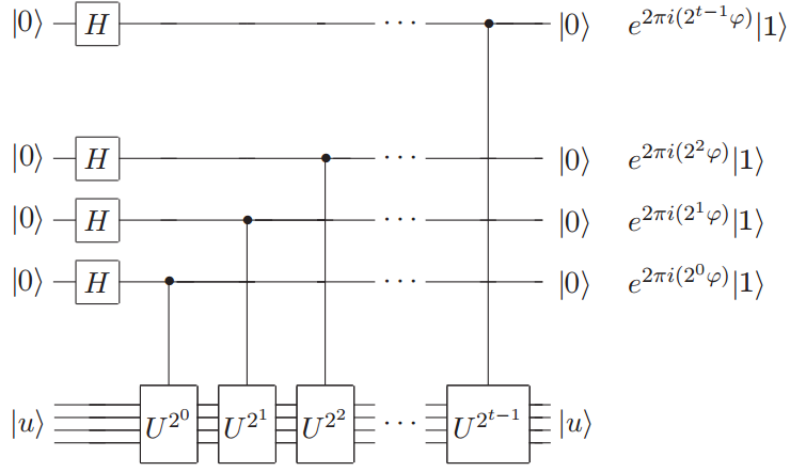 |0⟩ H ··· |0⟩ e^{2πi(2^{t−1}φ)}|1⟩
|0⟩ H ··· |0⟩ e^{2πi(2^2φ)}|1⟩
|0⟩ H ··· |0⟩ e^{2πi(2^1φ)}|1⟩
|0⟩ H ··· |0⟩ e^{2πi(2^0φ)}|1⟩
|u⟩ U^{2^0} U^{2^1} U^{2^2} ··· U^{2^{t−1}} |u⟩